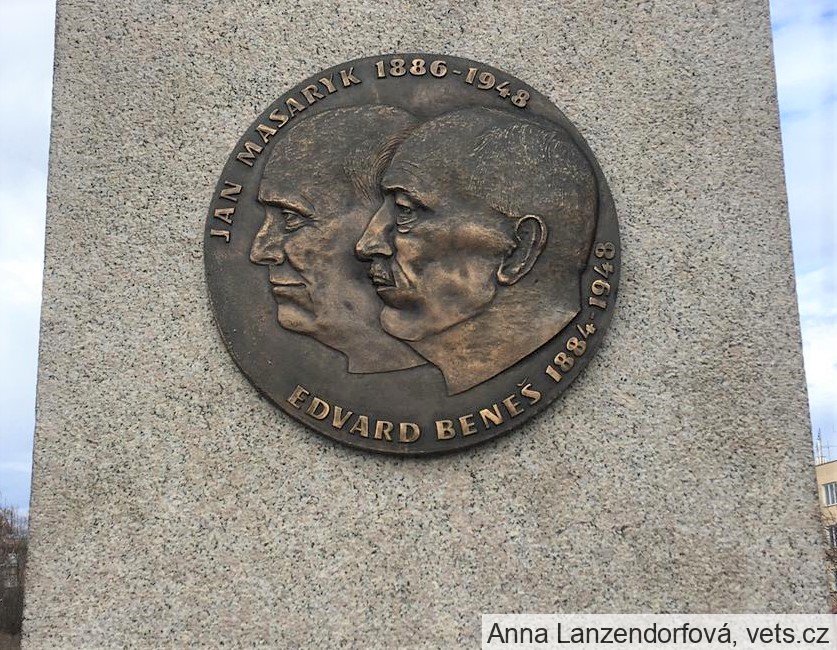 JAN MASARYK 1886-1948
EDVARD BENEŠ 1884-1948
Anna Lanzendorfová, vets.cz